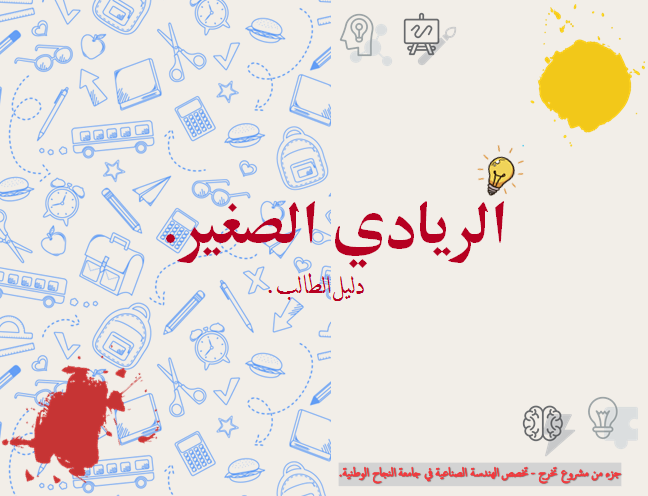 الريادي الصغير.
دليل الطالب .
جزء من مشروع تخرج - تخصص الهندسة الصناعية في جامعة النجاح الوطنية.